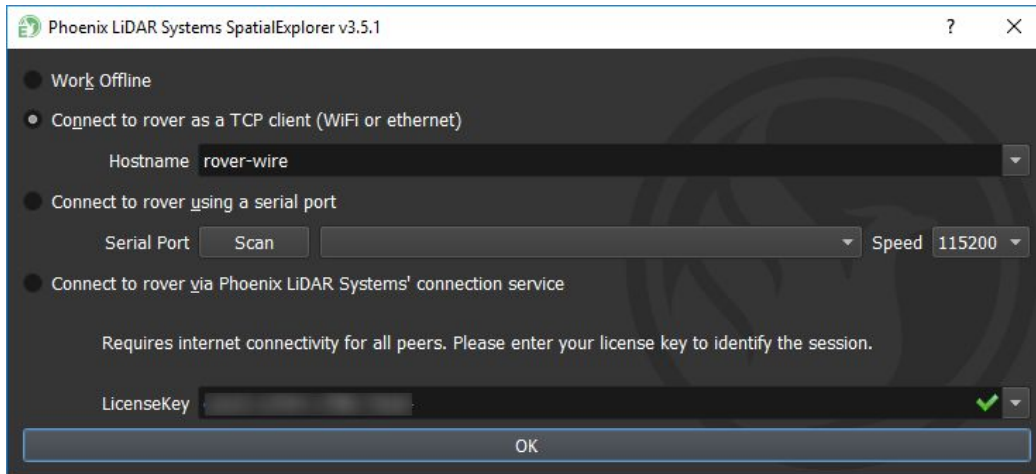 Phoenix LiDAR Systems SpatialExplorer v3.5.1 ?
Work Offline
Connect to rover as a TCP client (WiFi or ethernet)
Hostname rover-wire
Connect to rover using a serial port
Serial Port Scan Speed 115200
Connect to rover via Phoenix LiDAR Systems' connection service
Requires internet connectivity for all peers. Please enter your license key to identify the session.
LicenseKey
OK